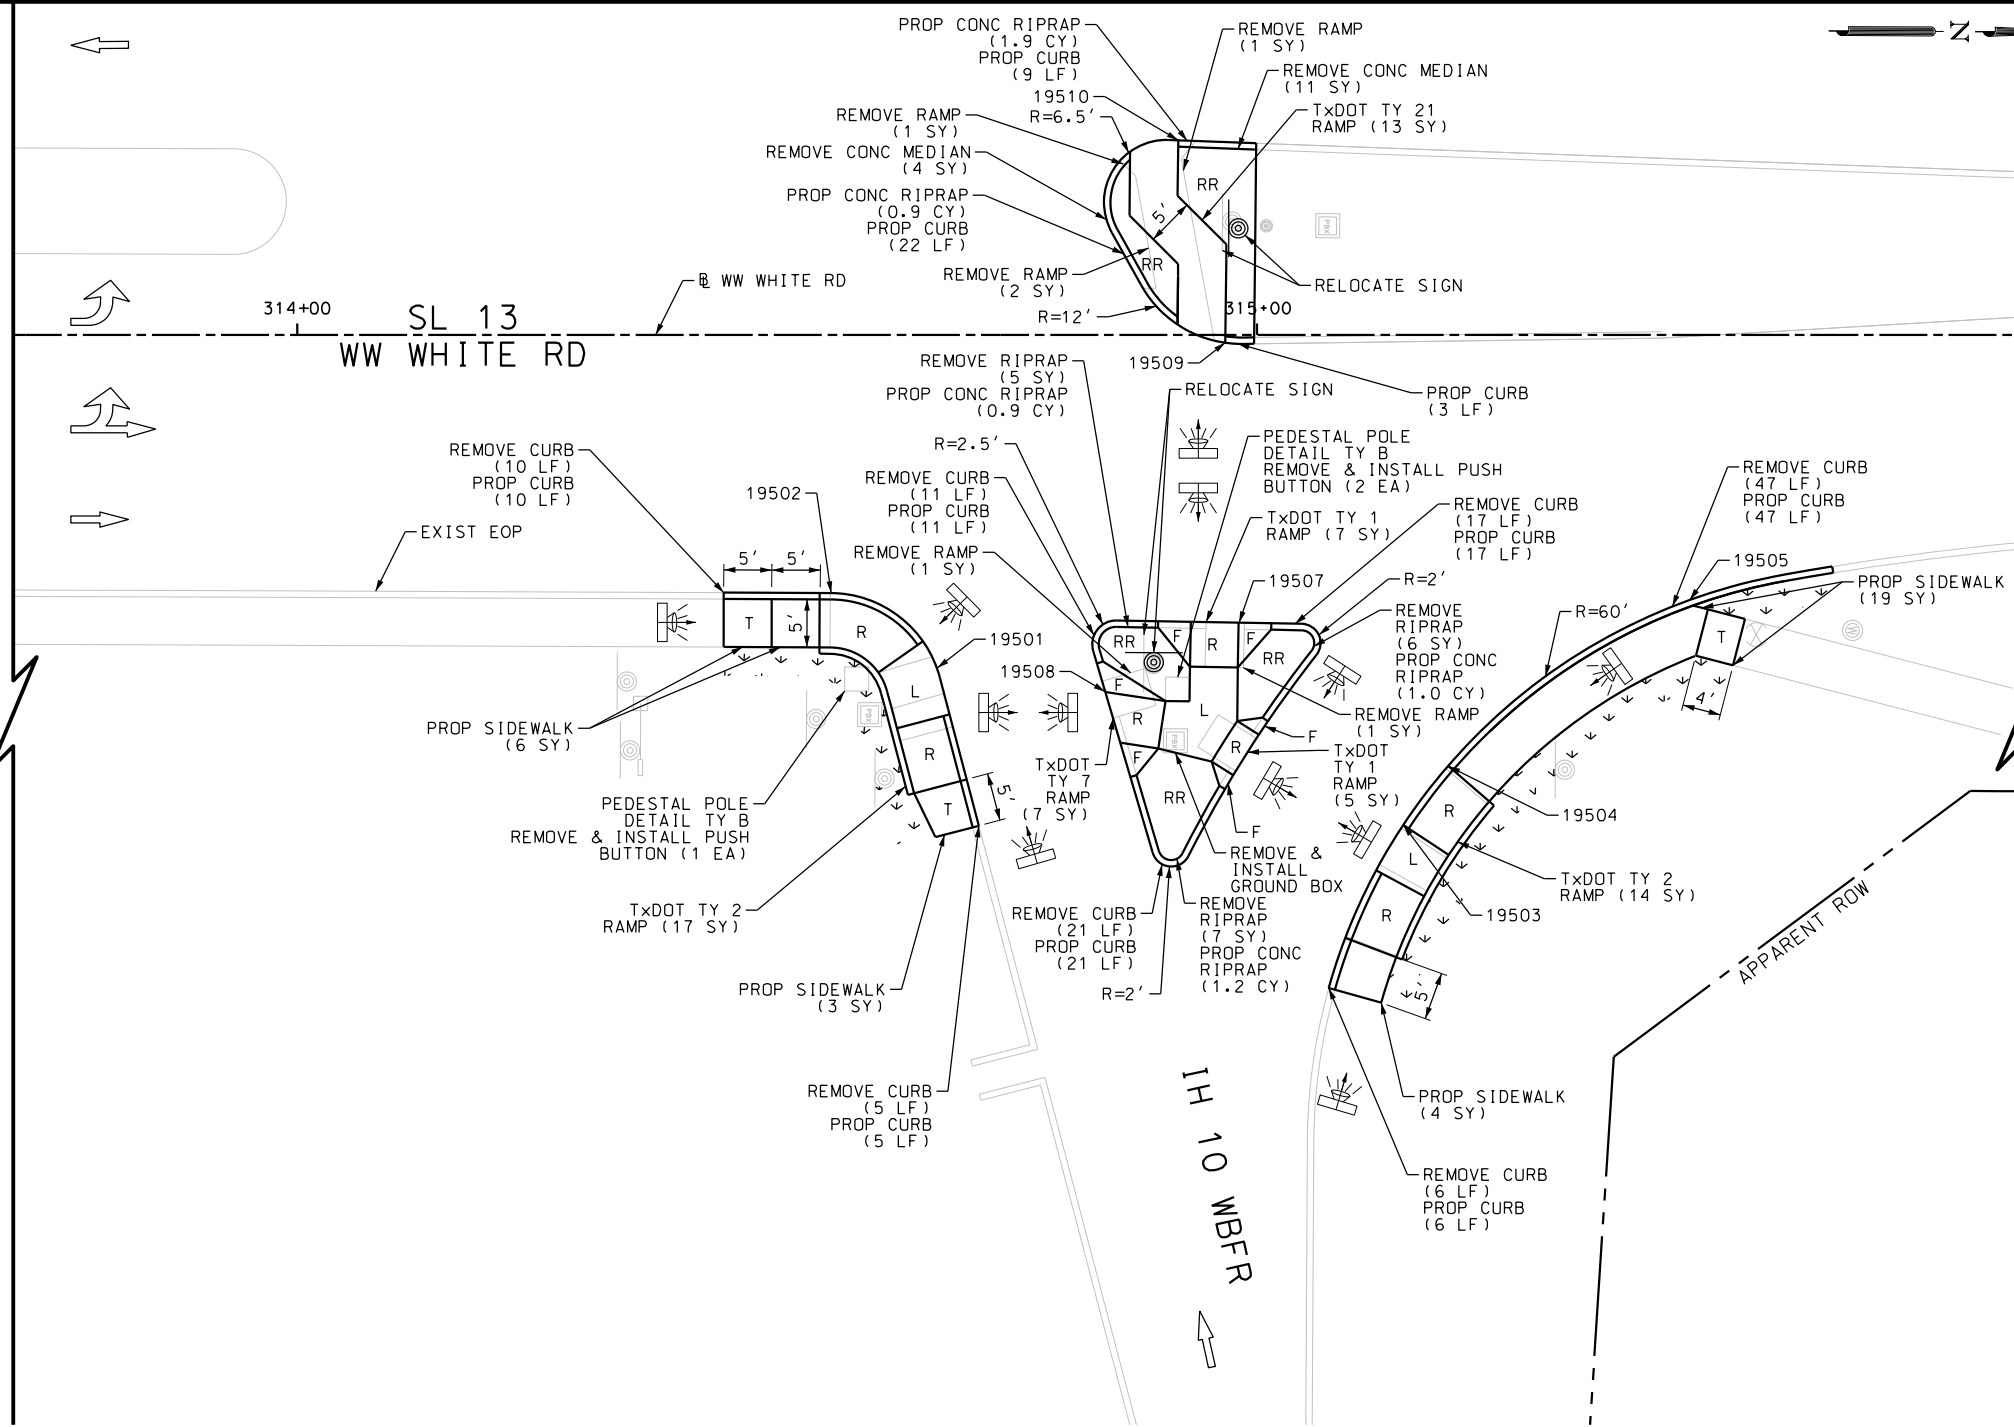 PROP CONC RIPRAP
(1.9 CY)
PROP CURB
(9 LF)
19510
R=6.5'
REMOVE RAMP
(1 SY)
REMOVE CONC MEDIAN
(11 SY)
TxDOT TY 21
RAMP (13 SY)
N
REMOVE RAMP
(1 SY)
REMOVE CONC MEDIAN
(4 SY)
PROP CONC RIPRAP
(0.9 CY)
PROP CURB
(22 LF)
REMOVE RAMP
(2 SY)
R=12'
RR
5'
RR
PBX
RELOCATE SIGN
℄ WW WHITE RD
314+00
SL 13
WW WHITE RD
315+00
19509
PROP CURB
(3 LF)
REMOVE RIPRAP
(5 SY)
PROP CONC RIPRAP
(0.9 CY)
RELOCATE SIGN
R=2.5'
REMOVE CURB
(11 LF)
PROP CURB
(11 LF)
REMOVE RAMP
(1 SY)
PEDESTAL POLE
DETAIL TY B
REMOVE & INSTALL PUSH
BUTTON (2 EA)
TxDOT TY 1
RAMP (7 SY)
19507
REMOVE CURB
(17 LF)
PROP CURB
(17 LF)
R=2'
REMOVE
RIPRAP
(6 SY)
PROP CONC
RIPRAP
(1.0 CY)
REMOVE RAMP
(1 SY)
F
TxDOT
TY 1
RAMP
(5 SY)
REMOVE CURB
(10 LF)
PROP CURB
(10 LF)
19502
EXIST EOP
5'
5'
5'
T
R
19501
L
R
T
5'
PBX
PROP SIDEWALK
(6 SY)
PEDESTAL POLE
DETAIL TY B
REMOVE & INSTALL PUSH
BUTTON (1 EA)
TxDOT TY 2
RAMP (17 SY)
PROP SIDEWALK
(3 SY)
REMOVE CURB
(5 LF)
PROP CURB
(5 LF)
19508
RR
F
R
F
RR
F
R
L
R
F
PBX
RR
TxDOT
TY 7
RAMP
(7 SY)
F
REMOVE &
INSTALL
GROUND BOX
REMOVE CURB
(21 LF)
PROP CURB
(21 LF)
R=2'
REMOVE
RIPRAP
(7 SY)
PROP CONC
RIPRAP
(1.2 CY)
REMOVE CURB
(47 LF)
PROP CURB
(47 LF)
19505
PROP SIDEWALK
(19 SY)
R=60'
T
4'
W
19504
R
L
R
TxDOT TY 2
RAMP (14 SY)
19503
5'
APPARENT ROW
PROP SIDEWALK
(4 SY)
REMOVE CURB
(6 LF)
PROP CURB
(6 LF)
IH 10 WBFR